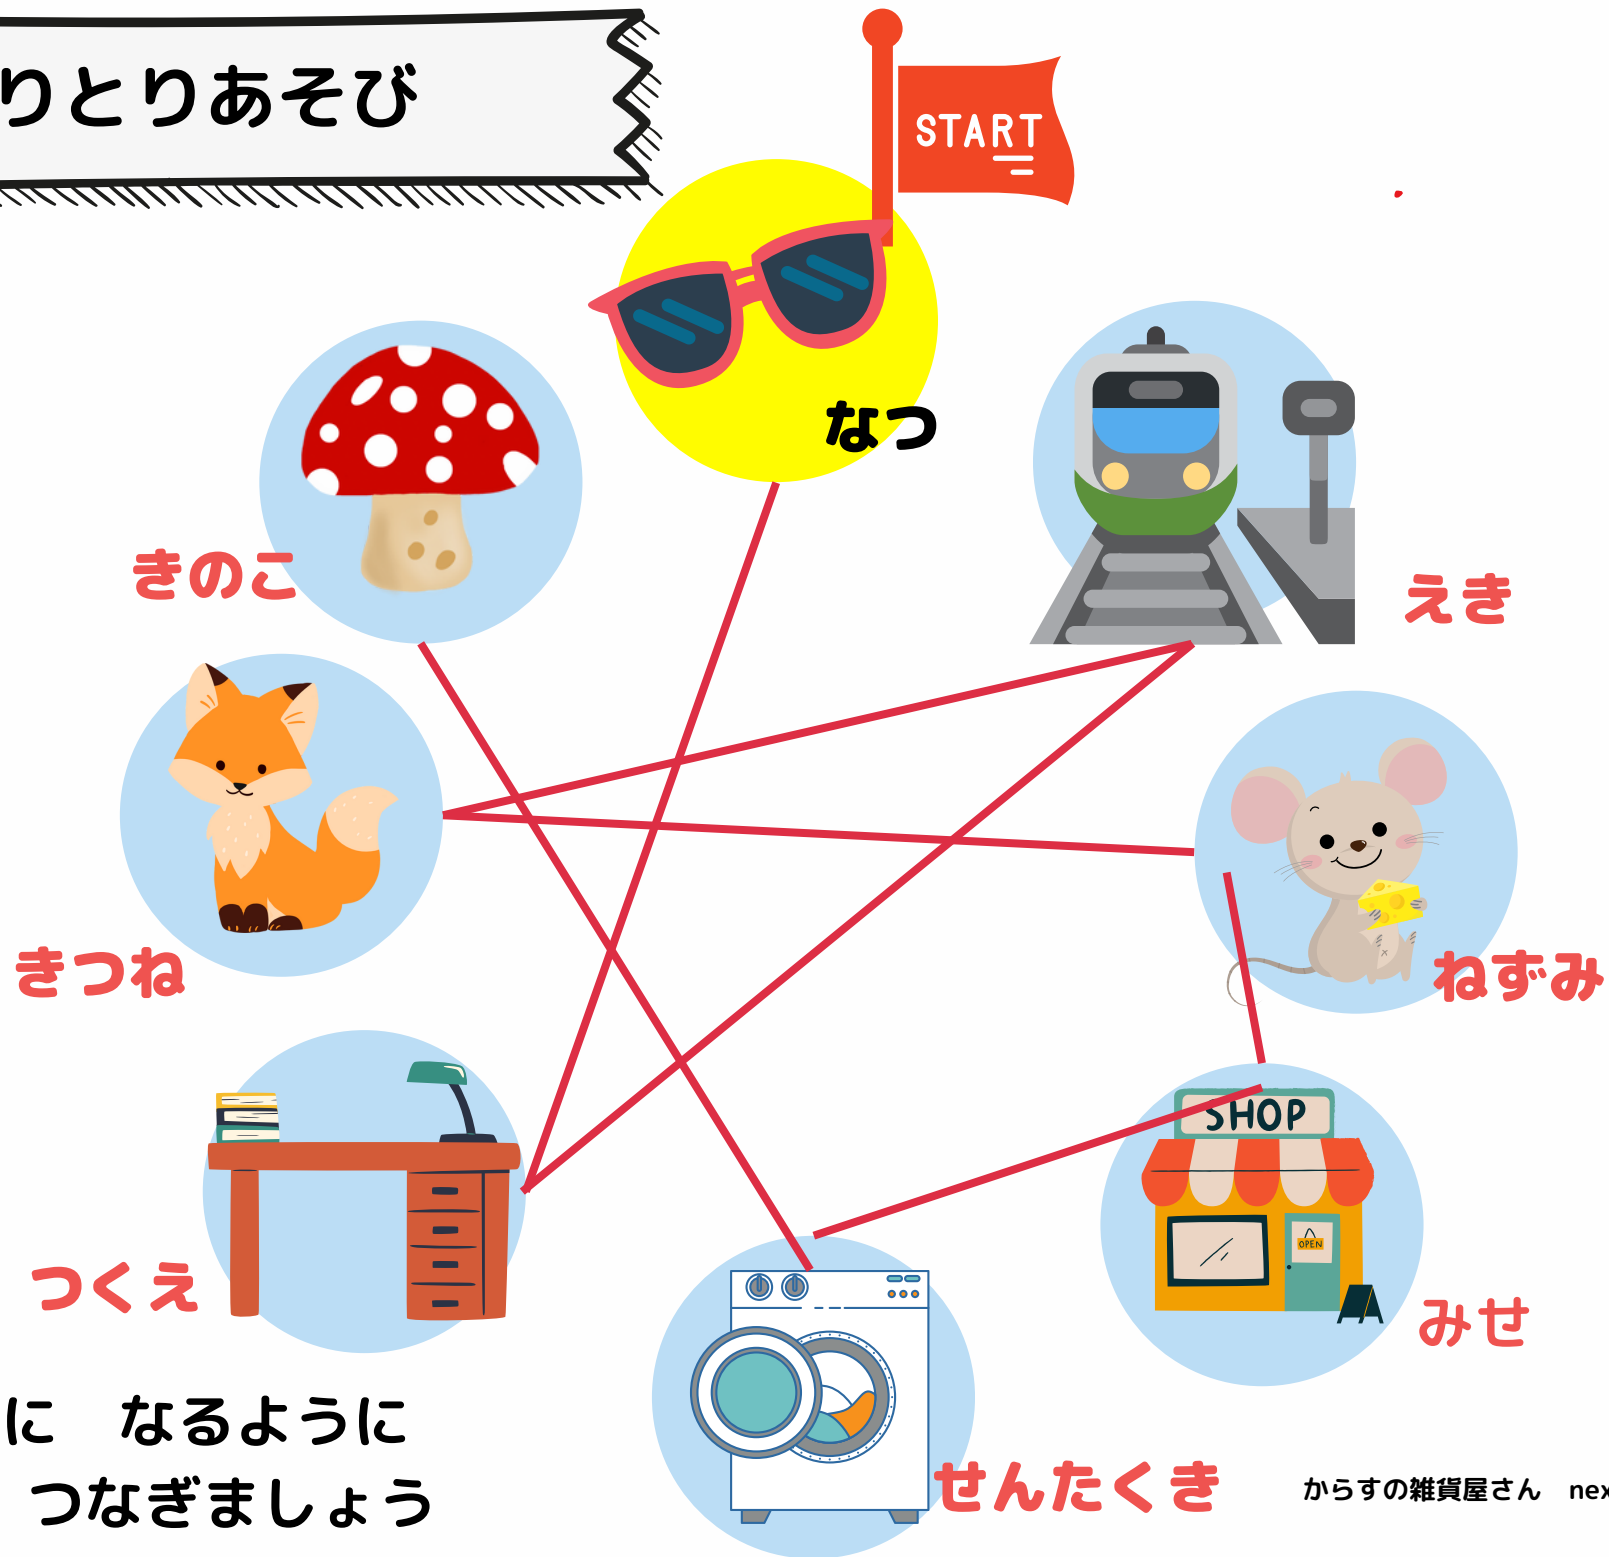 りとりあそび
START
なつ
きのこ
えき
きつね
ねずみ
SHOP
OPEN
つくえ
みせ
に　なるように
つなぎましょう
せんたくき
からすの雑貨屋さん　nex